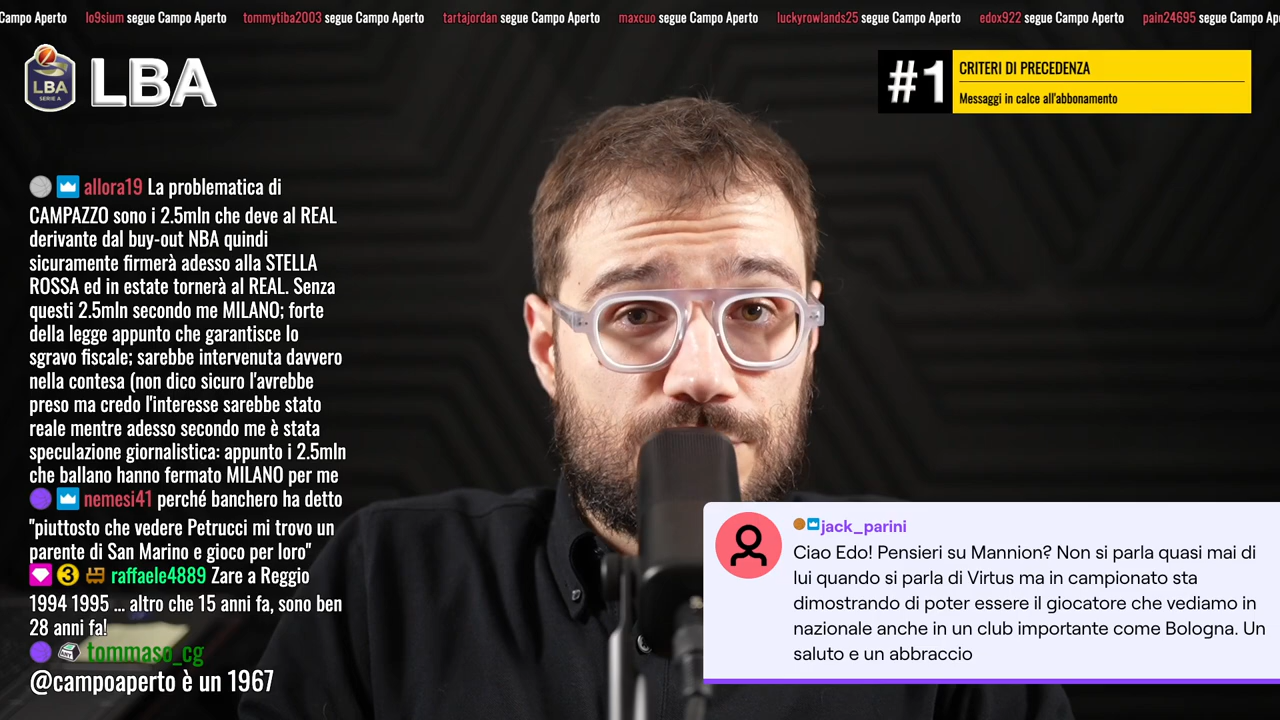 Campo Aperto lo9sium segue Campo Aperto tommytiba2003 segue Campo Aperto tartajordan segue Campo Aperto maxcuo segue Campo Aperto luckyrowlands25 segue Campo Aperto edox922 segue Campo Aperto pain24695 segue Campo
LBA
SERIE A
LBA
#1
CRITERI DI PRECEDENZA
Messaggi in calce all'abbonamento
allora19 La problematica di
CAMPAZZO sono i 2.5mln che deve al REAL
derivante dal buy-out NBA quindi
sicuramente firmerà adesso alla STELLA
ROSSA ed in estate tornerà al REAL. Senza
questi 2.5mln secondo me MILANO; forte
della legge appunto che garantisce lo
sgravo fiscale; sarebbe intervenuta davvero
nella contesa (non dico sicuro l'avrebbe
preso ma credo l'interesse sarebbe stato
reale mentre adesso secondo me è stata
speculazione giornalistica: appunto i 2.5mln
che ballano hanno fermato MILANO per me
nemesi41 perché banchero ha detto
"piuttosto che vedere Petrucci mi trovo un
parente di San Marino e gioco per loro"
3 raffaele4889 Zare a Reggio
1994 1995 ... altro che 15 anni fa, sono ben
28 anni fa!
tommaso_cg
@campoaperto è un 1967
jack_parini
Ciao Edo! Pensieri su Mannion? Non si parla quasi mai di
lui quando si parla di Virtus ma in campionato sta
dimostrando di poter essere il giocatore che vediamo in
nazionale anche in un club importante come Bologna. Un
saluto e un abbraccio